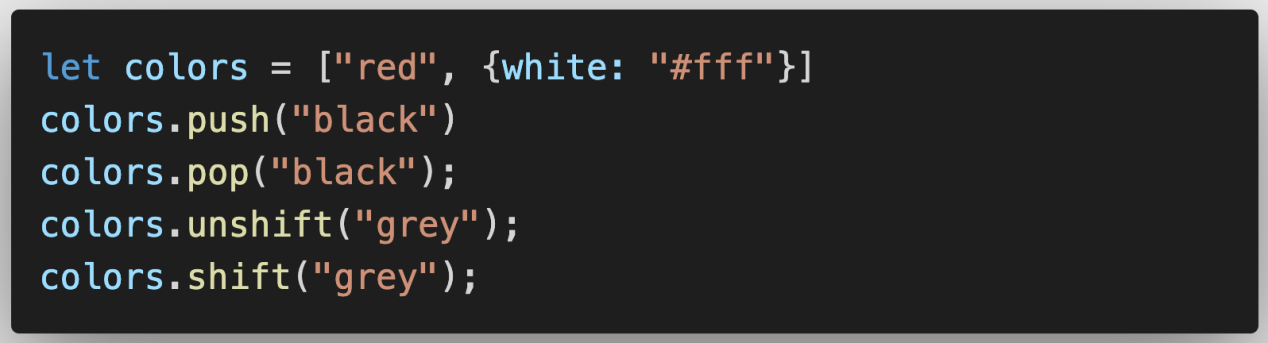 let colors = ["red", {white: "#fff"}]
colors.push("black")
colors.pop("black");
colors.unshift("grey");
colors.shift("grey");